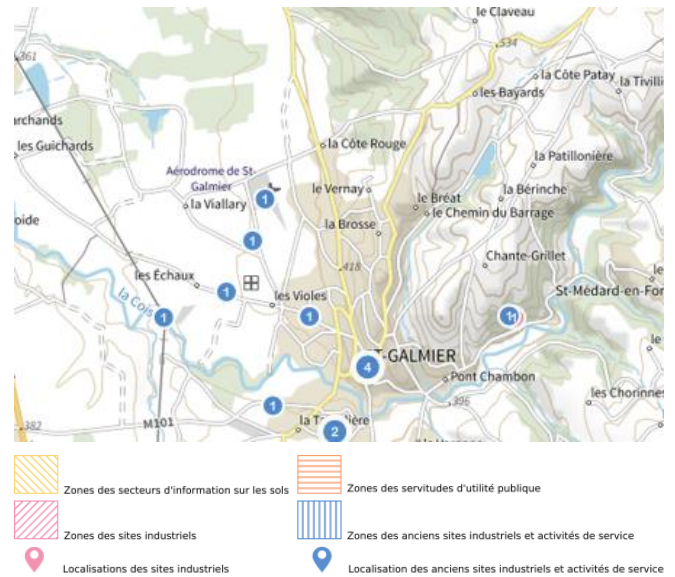 le Claveau
534
361
la Côte Patay
la Tivilli
les Bayards
archands
les Guichards
la Côte Rouge
la Patillonière
Aérodrome de St-
Galmier
1
la Viallary
le Vernay
le Bréat
la Bérinche
le Chemin du Barrage
oide
la Brosse
1
Chante-Grillet
418
le
les Échaux
1
les Violes
St-Médard-en-For
la Cois
1
1
1
le
4
T-GALMIER
Pont Chambon
les Chorinnes
396
1
382
M101
2
Zones des secteurs d'information sur les sols
Zones des servitudes d'utilité publique
Zones des sites industriels
Zones des anciens sites industriels et activités de service
Localisations des sites industriels
Localisation des anciens sites industriels et activités de service